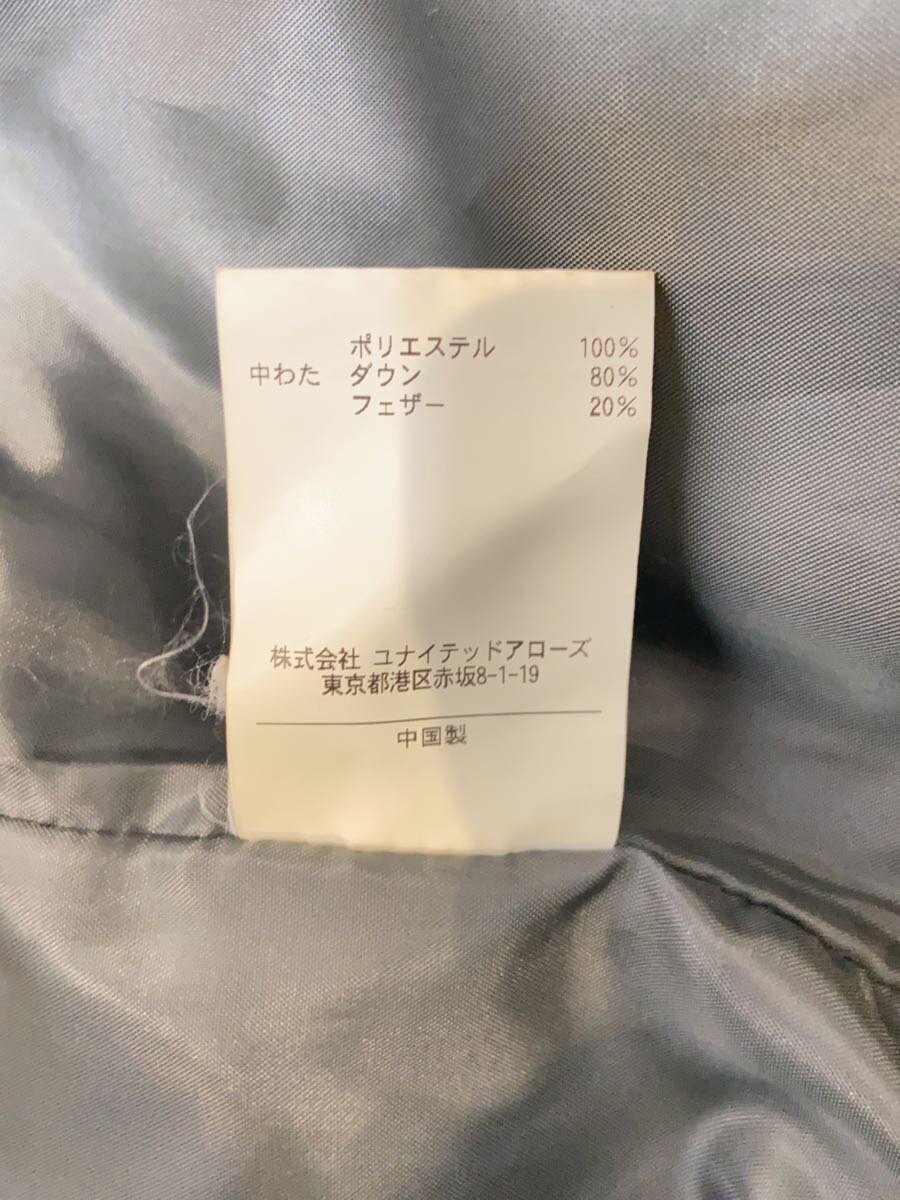 ポリエステル 100%
中わた ダウン 80%
フェザー 20%
株式会社 ユナイテッドアローズ
東京都港区赤坂8-1-19
中国製